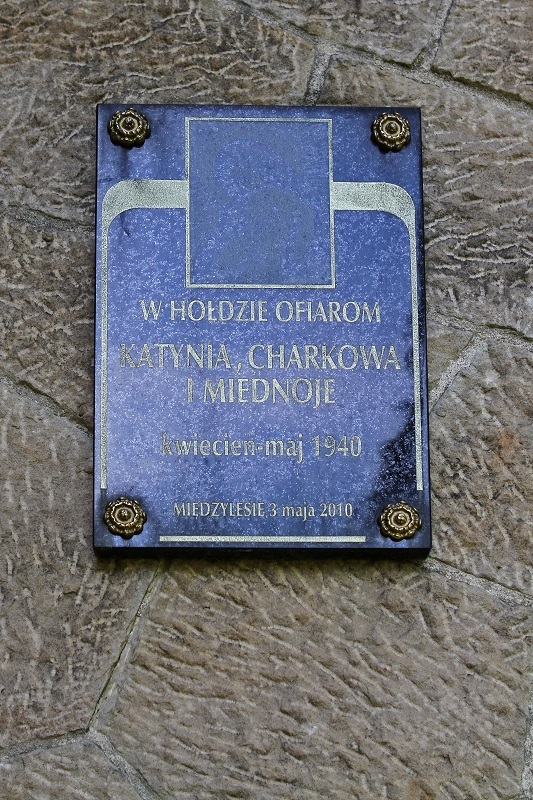 W HOŁDZIE OFIAROM
KATYNIA, CHARKOWA
I MIEDNOJE
kwiecień-maj 1940
MIĘDZYLESIE 3 maja 2010